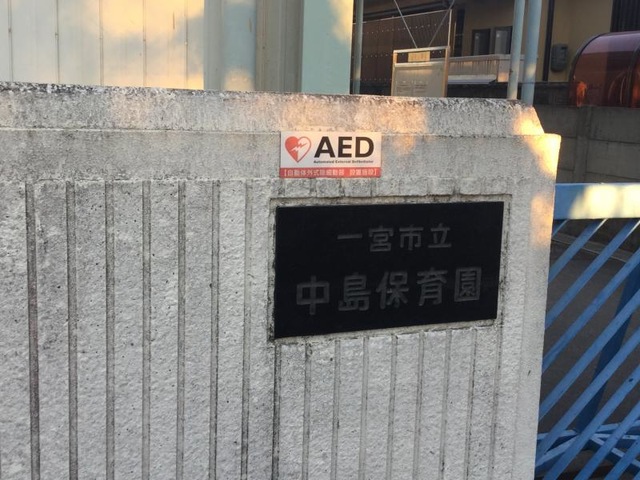 AED
Automated External Defibrillator
【自動体外式除細動器 設置施設】
一宮市立
中島保育園